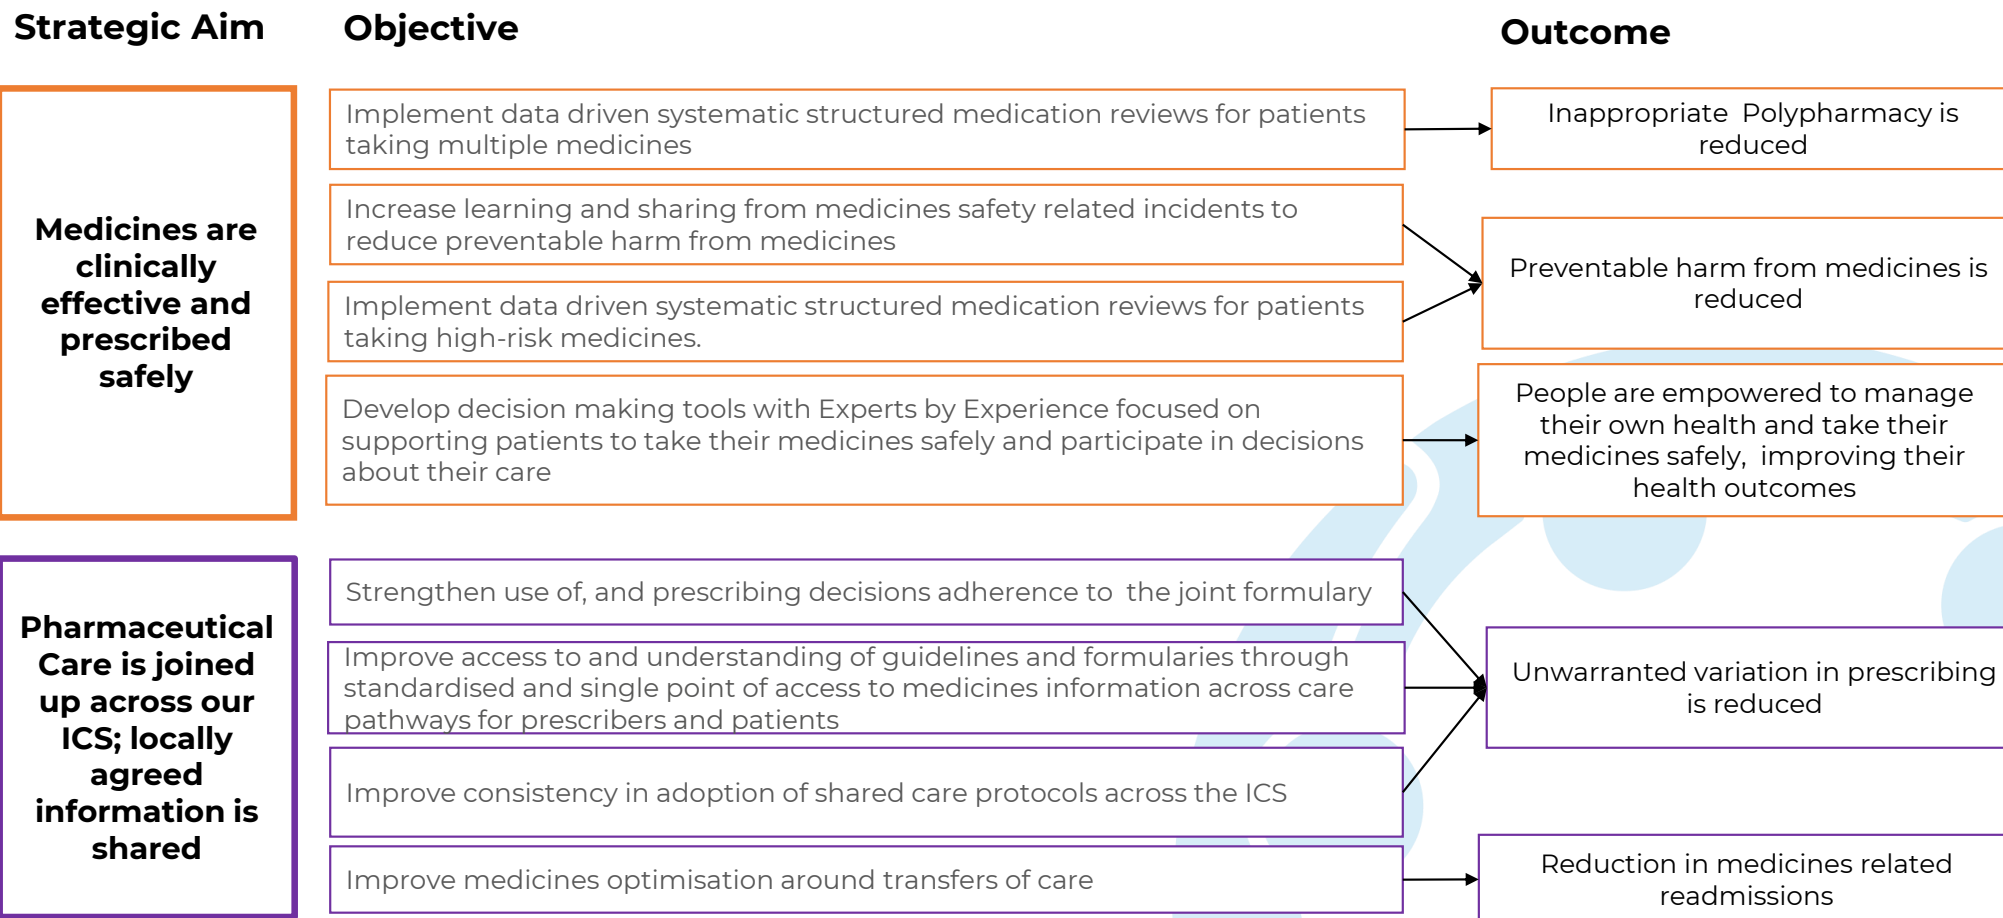 Strategic Aim
Objective
Outcome
Medicines are
clinically
effective and
prescribed
safely
Implement data driven systematic structured medication reviews for patients
taking multiple medicines
Inappropriate  Polypharmacy is
reduced
Increase learning and sharing from medicines safety related incidents to
reduce preventable harm from medicines
Implement data driven systematic structured medication reviews for patients
taking high-risk medicines.
Preventable harm from medicines is
reduced
Develop decision making tools with Experts by Experience focused on
supporting patients to take their medicines safely and participate in decisions
about their care
People are empowered to manage
their own health and take their
medicines safely,  improving their
health outcomes
Pharmaceutical
Care is joined
up across our
ICS; locally
agreed
information is
shared
Strengthen use of, and prescribing decisions adherence to  the joint formulary
Improve access to and understanding of guidelines and formularies through
standardised and single point of access to medicines information across care
pathways for prescribers and patients
Improve consistency in adoption of shared care protocols across the ICS
Unwarranted variation in prescribing
is reduced
Improve medicines optimisation around transfers of care
Reduction in medicines related
readmissions